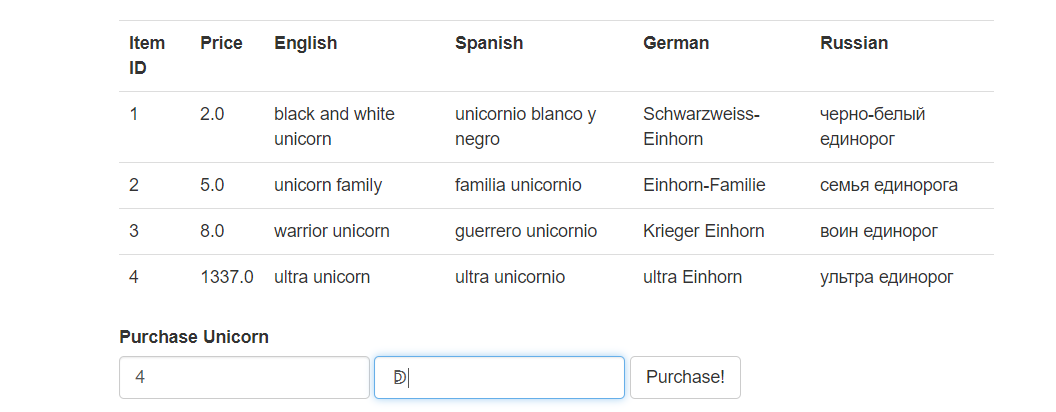 Item ID Price English Spanish German Russian
1 2.0 black and white unicorn unicornio blanco y negro Schwarzweiss-Einhorn черно-белый единорог
2 5.0 unicorn family familia unicornio Einhorn-Familie семья единорога
3 8.0 warrior unicorn guerrero unicornio Krieger Einhorn воин единорог
4 1337.0 ultra unicorn ultra unicornio ultra Einhorn ультра единорог
Purchase Unicorn
4 ↁ Purchase!